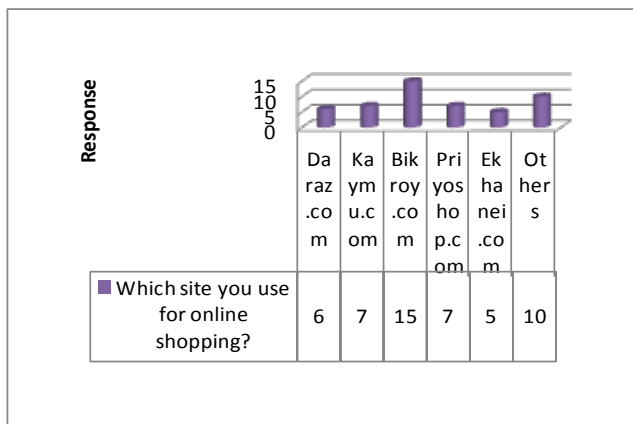 Response
15
10
5
0
Da
raz
.co
m
Ka
ym
u.c
om
Bik
roy
.co
m
Pri
yos
ho
p.c
om
Ek
ha
nei
.co
m
Ot
her
s
Which site you use
for online
shopping?
6 7 15 7 5 10